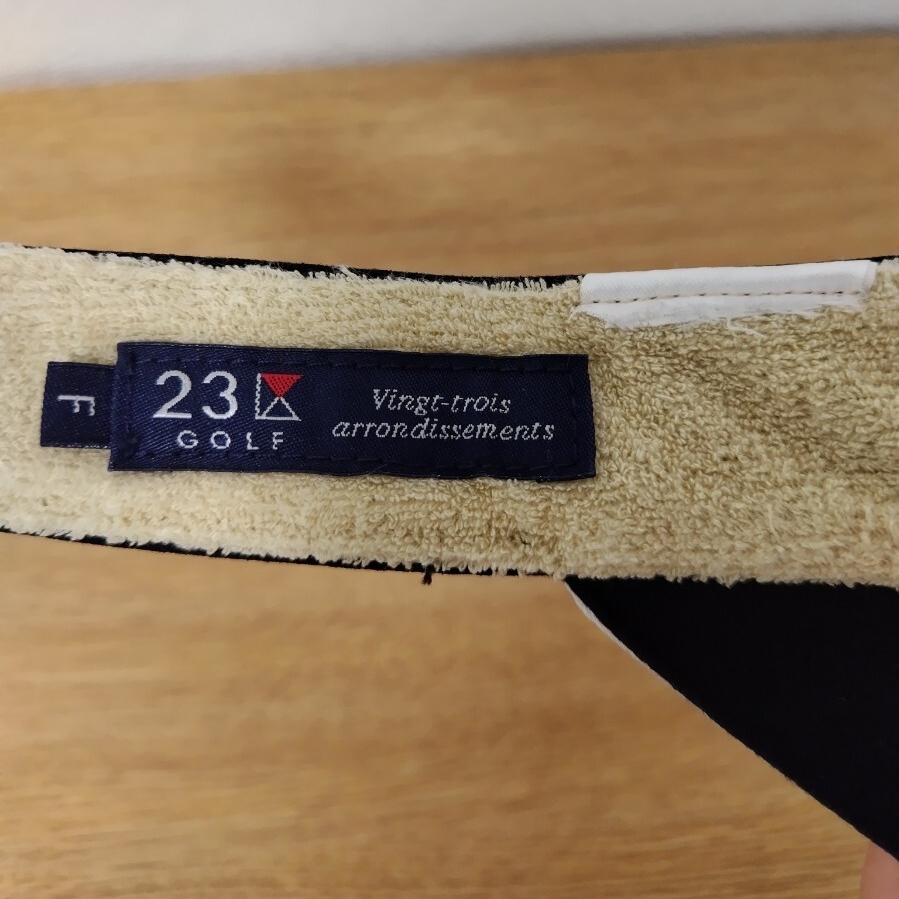 F
23
GOLF
Vingt-trois
arrondissements